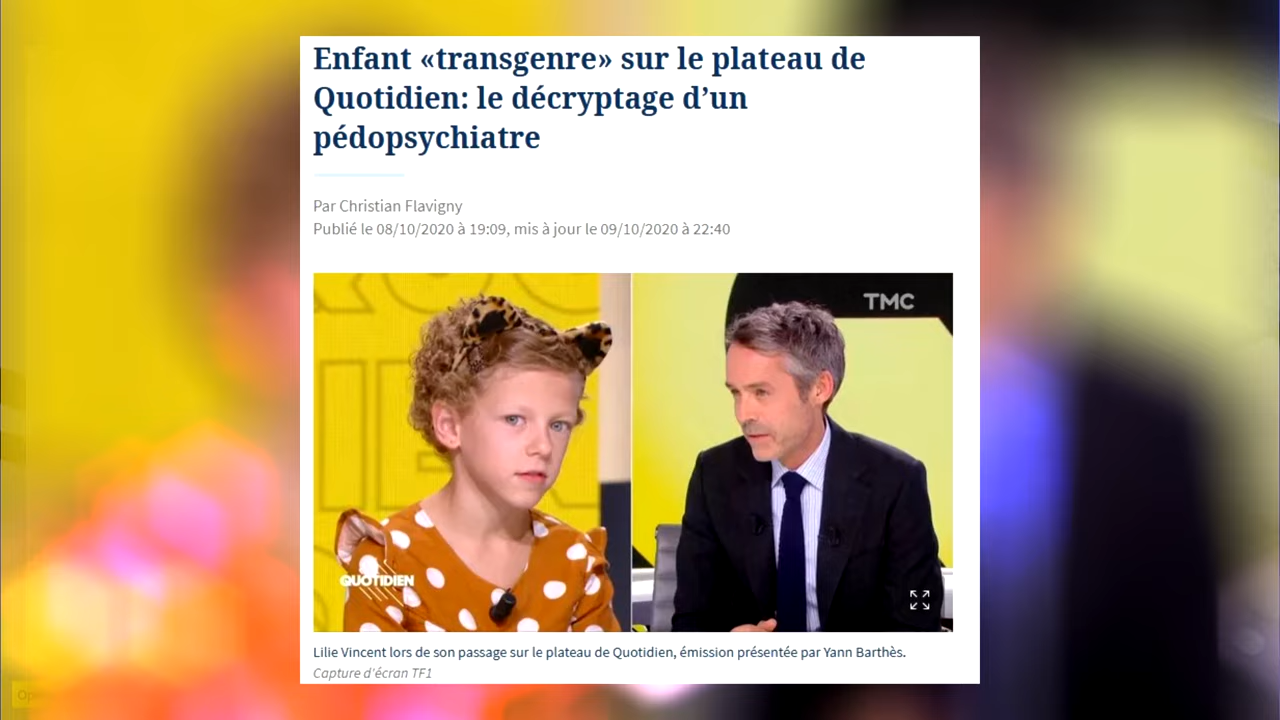 Enfant «transgenre» sur le plateau de
Quotidien: le décryptage d’un
pédopsychiatre
Par Christian Flavigny
Publié le 08/10/2020 à 19:09, mis à jour le 09/10/2020 à 22:40
TMC
QUOTIDIEN
Lilie Vincent lors de son passage sur le plateau de Quotidien, émission présentée par Yann Barthès.
Capture d'écran TF1